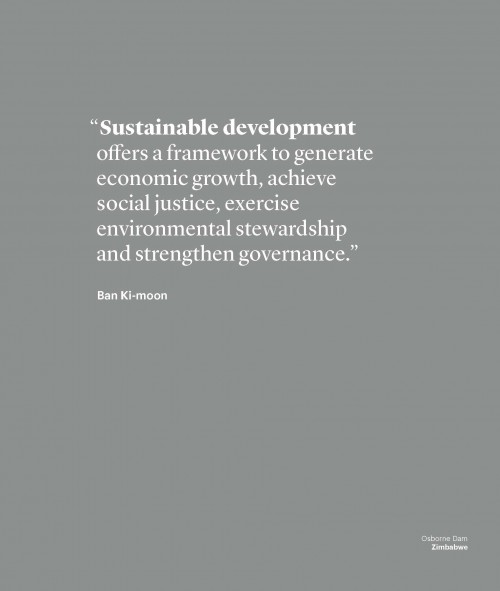 “Sustainable development
offers a framework to generate
economic growth, achieve
social justice, exercise
environmental stewardship
and strengthen governance.”
Ban Ki-moon
Osborne Dam
Zimbabwe